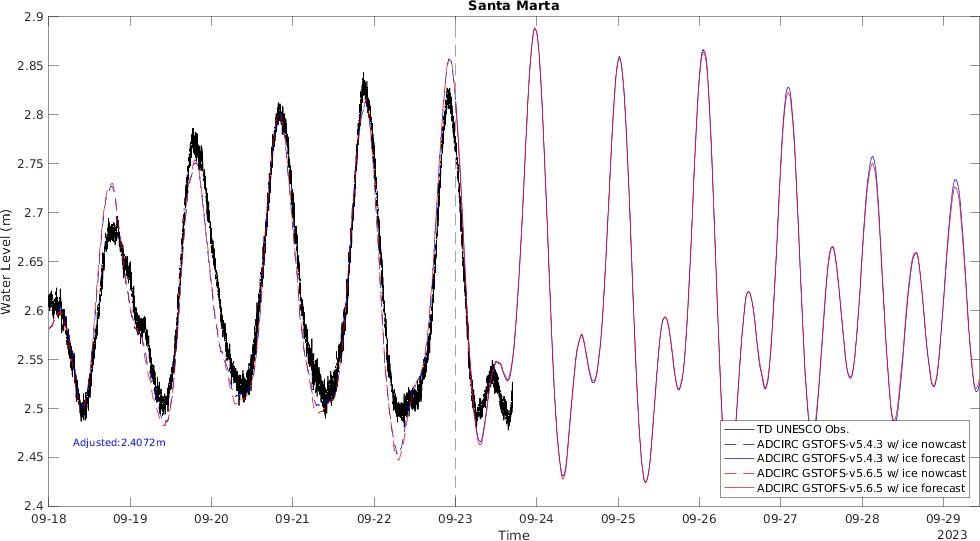 Santa Marta
2.9
2.85
2.8
2.75
2.7
2.65
2.6
2.55
2.5
2.45
2.4
Water Level (m)
Adjusted:2.4072m
TD UNESCO Obs.
ADCIRC GSTOFS-v5.4.3 w/ ice nowcast
ADCIRC GSTOFS-v5.4.3 w/ ice forecast
ADCIRC GSTOFS-v5.6.5 w/ ice nowcast
ADCIRC GSTOFS-v5.6.5 w/ ice forecast
09-18 09-19 09-20 09-21 09-22 09-23 09-24 09-25 09-26 09-27 09-28 09-29
Time
2023